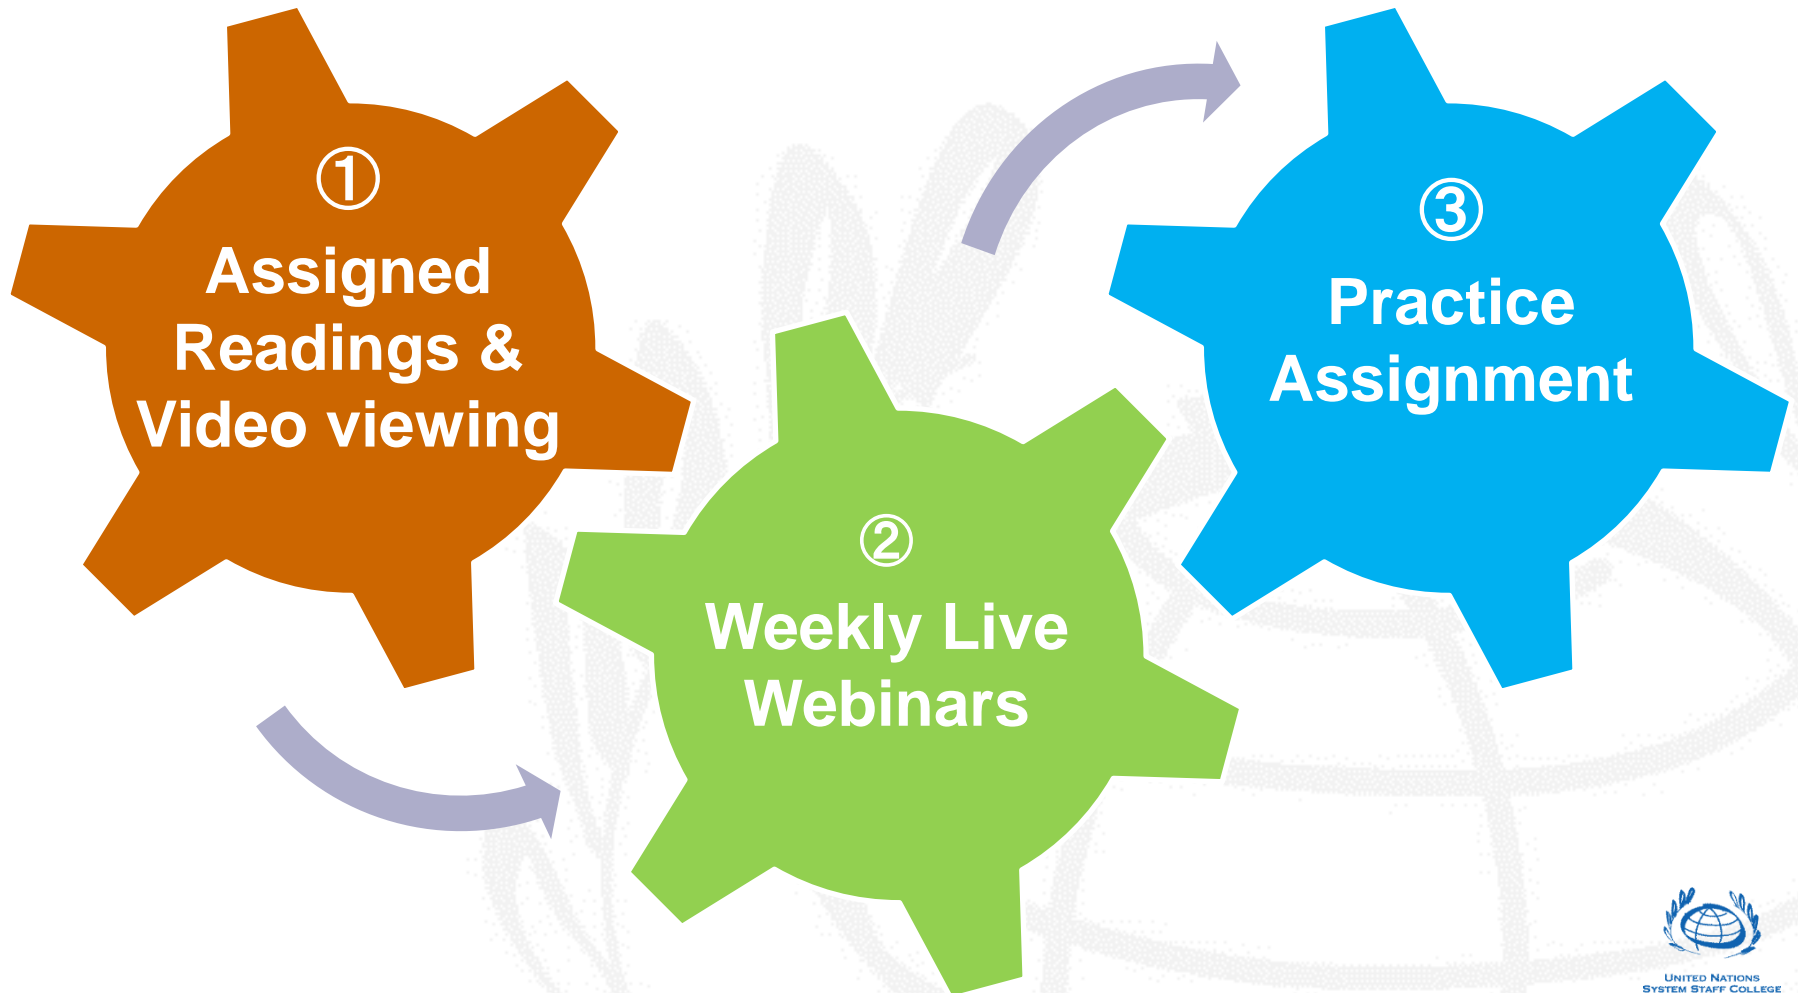 ①
Assigned
Readings &
Video viewing
②
Weekly Live
Webinars
③
Practice
Assignment
UNITED NATIONS
SYSTEM STAFF COLLEGE